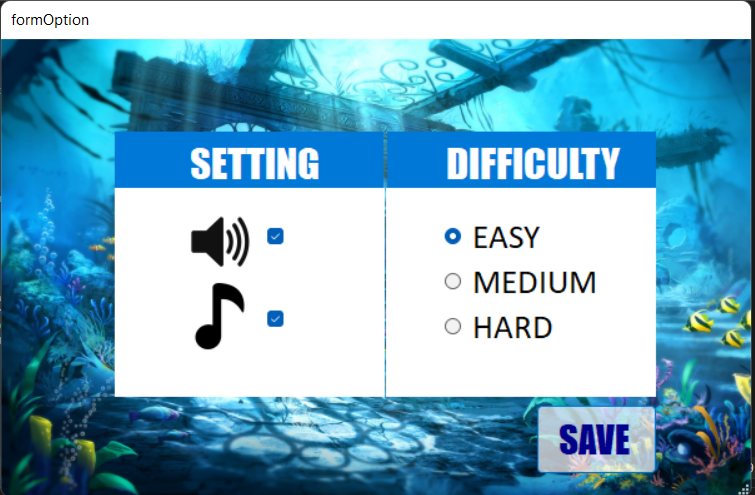 formOption
SETTING
DIFFICULTY
EASY
MEDIUM
HARD
SAVE